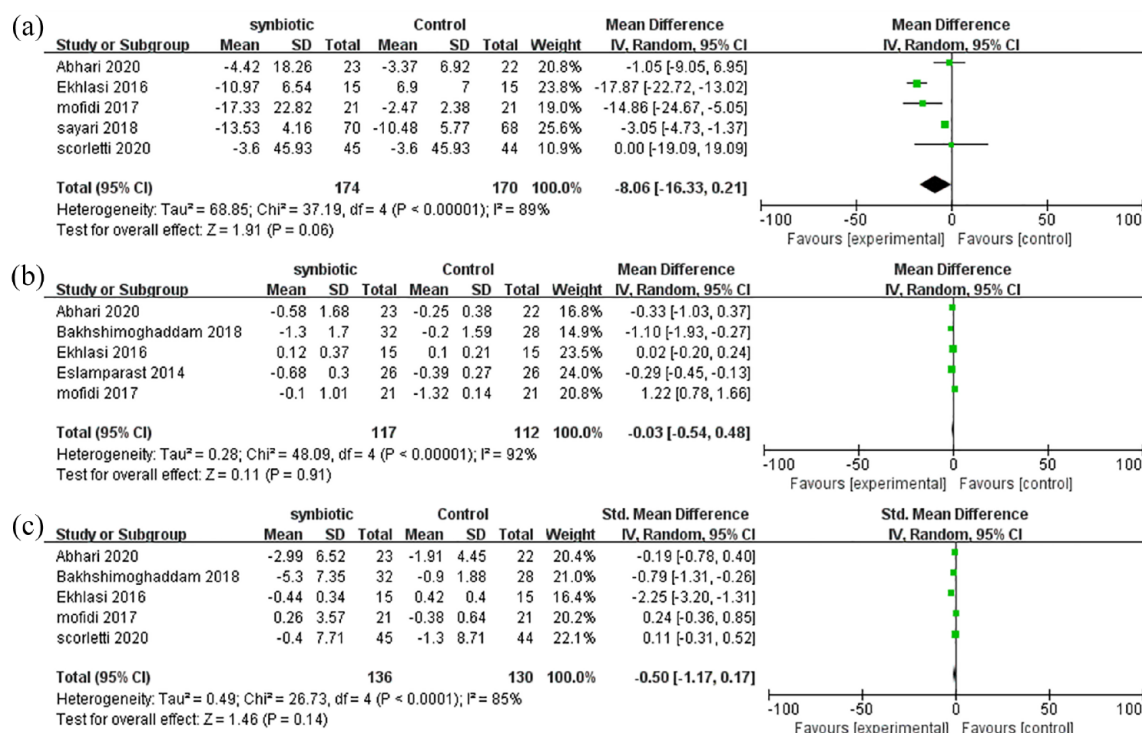 (a)
synbiotic Control Mean Difference Mean Difference
Study or Subgroup Mean SD Total Mean SD Total Weight IV, Random, 95% CI IV, Random, 95% CI
Abhari 2020 -4.42 18.26 23 -3.37 6.92 22 20.8% -1.05 [-9.05, 6.95]
Ekhlasi 2016 -10.97 6.54 15 6.9 7 15 23.8% -17.87 [-22.72, -13.02]
mofidi 2017 -17.33 22.82 21 -2.47 2.38 21 19.0% -14.86 [-24.67, -5.05]
sayari 2018 -13.53 4.16 70 -10.48 5.77 68 25.6% -3.05 [-4.73, -1.37]
scorletti 2020 -3.6 45.93 45 -3.6 45.93 44 10.9% 0.00 [-19.09, 19.09]
Total (95% CI) 174 170 100.0% -8.06 [-16.33, 0.21]
Heterogeneity: Tau² = 68.85; Chi² = 37.19, df = 4 (P < 0.00001); I² = 89%
Test for overall effect: Z = 1.91 (P = 0.06)
-100 -50 0 50 100
Favours [experimental] Favours [control]
(b)
synbiotic Control Mean Difference Mean Difference
Study or Subgroup Mean SD Total Mean SD Total Weight IV, Random, 95% CI IV, Random, 95% CI
Abhari 2020 -0.58 1.68 23 -0.25 0.38 22 16.8% -0.33 [-1.03, 0.37]
Bakhshimoghaddam 2018 -1.3 1.7 32 -0.2 1.59 28 14.9% -1.10 [-1.93, -0.27]
Ekhlasi 2016 0.12 0.37 15 0.1 0.21 15 23.5% 0.02 [-0.20, 0.24]
Eslamparast 2014 -0.68 0.3 26 -0.39 0.27 26 24.0% -0.29 [-0.45, -0.13]
mofidi 2017 -0.1 1.01 21 -1.32 0.14 21 20.8% 1.22 [0.78, 1.66]
Total (95% CI) 117 112 100.0% -0.03 [-0.54, 0.48]
Heterogeneity: Tau² = 0.28; Chi² = 48.09, df = 4 (P < 0.00001); I² = 92%
Test for overall effect: Z = 0.11 (P = 0.91)
-100 -50 0 50 100
Favours [experimental] Favours [control]
(c)
synbiotic Control Std. Mean Difference Std. Mean Difference
Study or Subgroup Mean SD Total Mean SD Total Weight IV, Random, 95% CI IV, Random, 95% CI
Abhari 2020 -2.99 6.52 23 -1.91 4.45 22 20.4% -0.19 [-0.78, 0.40]
Bakhshimoghaddam 2018 -5.3 7.35 32 -0.9 1.88 28 21.0% -0.79 [-1.31, -0.26]
Ekhlasi 2016 -0.44 0.34 15 0.42 0.4 15 16.4% -2.25 [-3.20, -1.31]
mofidi 2017 0.26 3.57 21 -0.38 0.64 21 20.2% 0.24 [-0.36, 0.85]
scorletti 2020 -0.4 7.71 45 -1.3 8.71 44 22.1% 0.11 [-0.31, 0.52]
Total (95% CI) 136 130 100.0% -0.50 [-1.17, 0.17]
Heterogeneity: Tau² = 0.49; Chi² = 26.73, df = 4 (P < 0.0001); I² = 85%
Test for overall effect: Z = 1.46 (P = 0.14)
-100 -50 0 50 100
Favours [experimental] Favours [control]